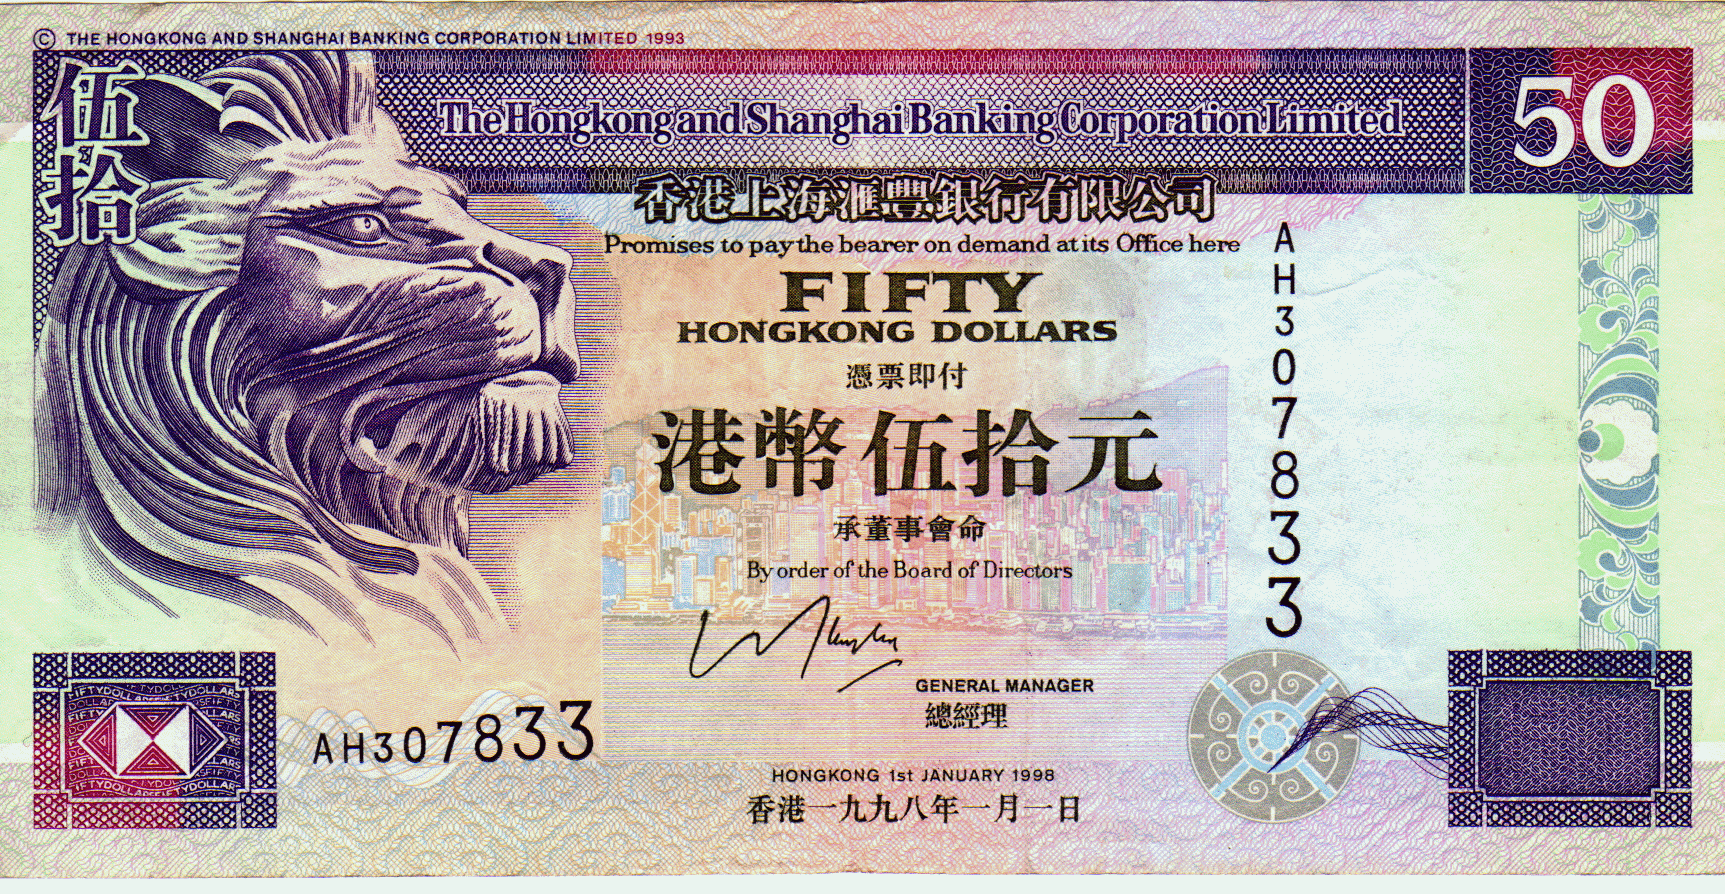 © THE HONGKONG AND SHANGHAI BANKING CORPORATION LIMITED 1993
伍拾
The Hongkong and Shanghai Banking Corporation Limited
50
香港上海滙豐銀行有限公司
Promises to pay the bearer on demand at its Office here
FIFTY
HONGKONG DOLLARS
憑票即付
港幣伍拾元
承董事會命
By order of the Board of Directors
GENERAL MANAGER
總經理
AH307833
AH307833
HONGKONG 1st JANUARY 1998
香港一九九八年一月一日